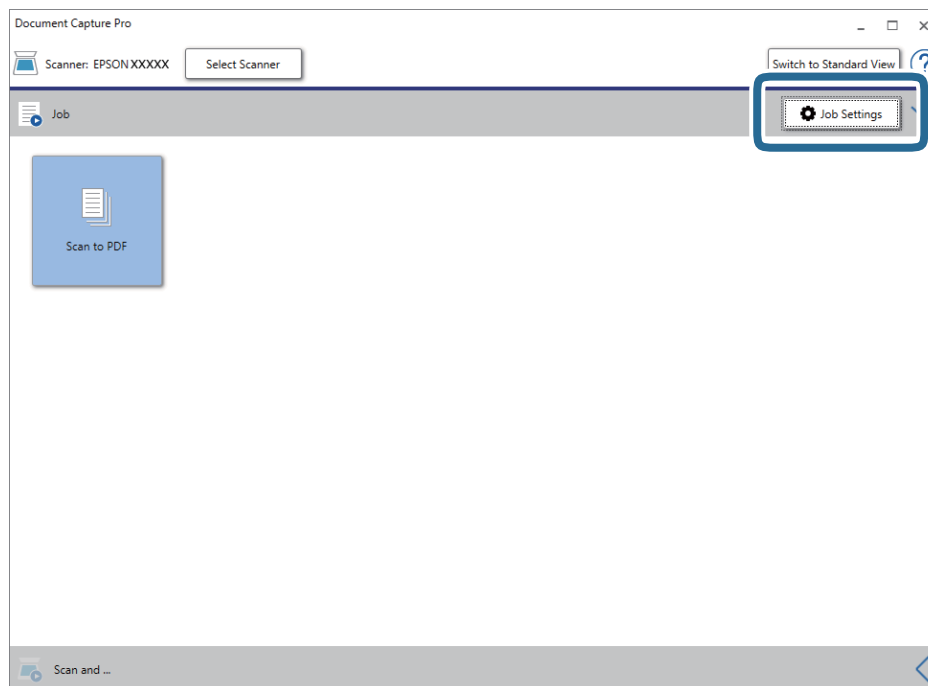 Document Capture Pro
Scanner: EPSON XXXXX Select Scanner Switch to Standard View ?
Job Job Settings
Scan to PDF
Scan and ...